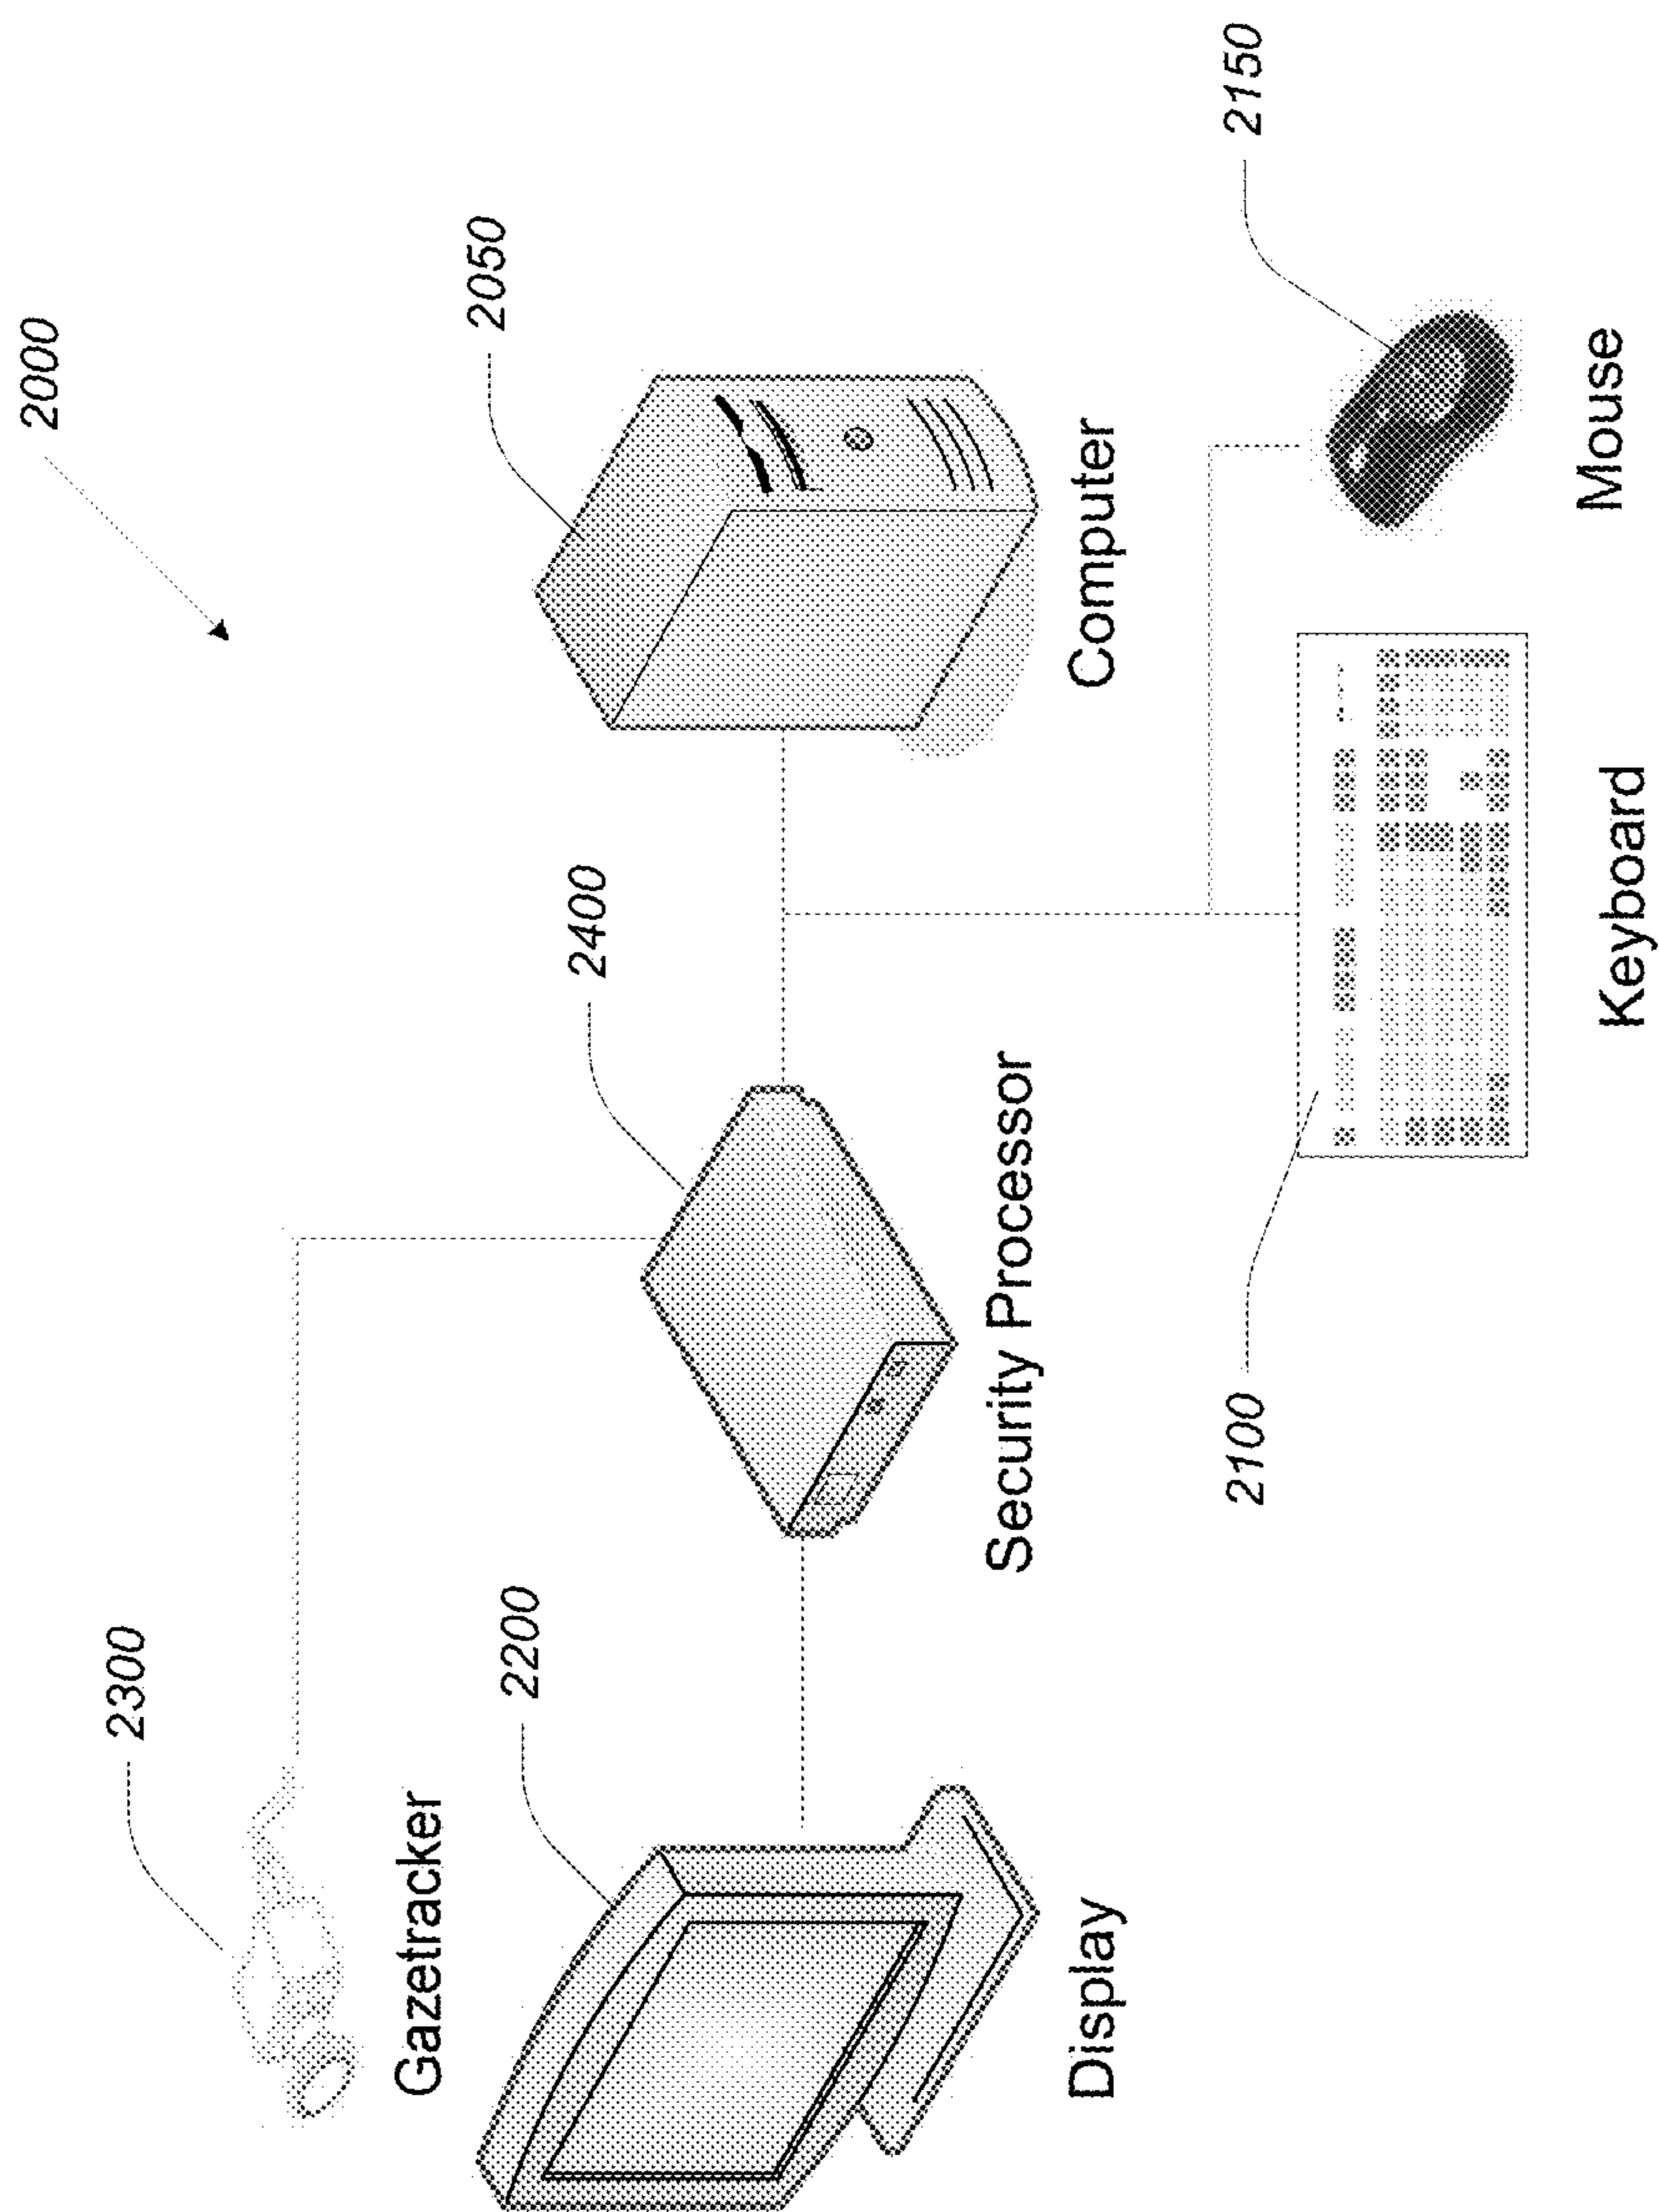 2000
2300
Gazetracker
2200
Display
2400
Security Processor
2050
Computer
2100
Keyboard
2150
Mouse